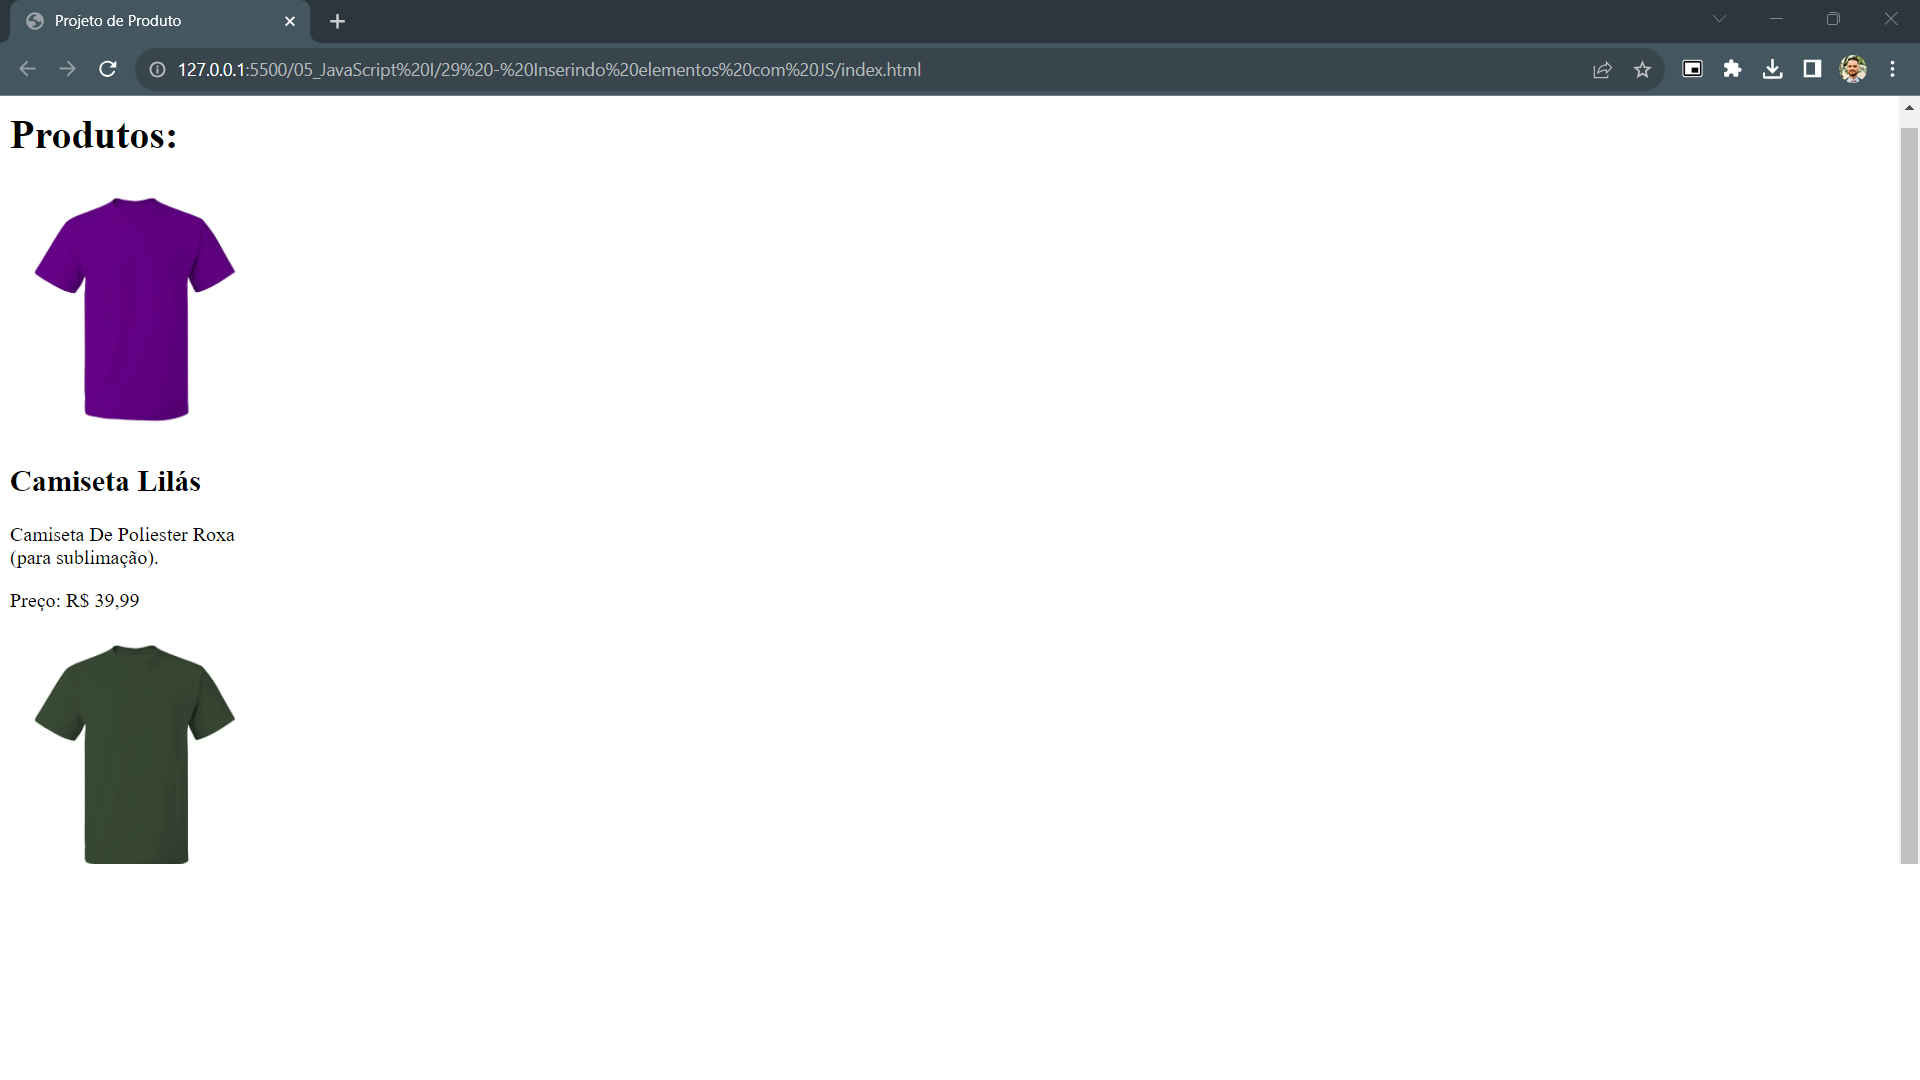 Projeto de Produto
127.0.0.1:5500/05_JavaScript%20I/29%20-%20Inserindo%20elementos%20com%20JS/index.html
Produtos:
Camiseta Lilás
Camiseta De Poliester Roxa
(para sublimação).
Preço: R$ 39,99